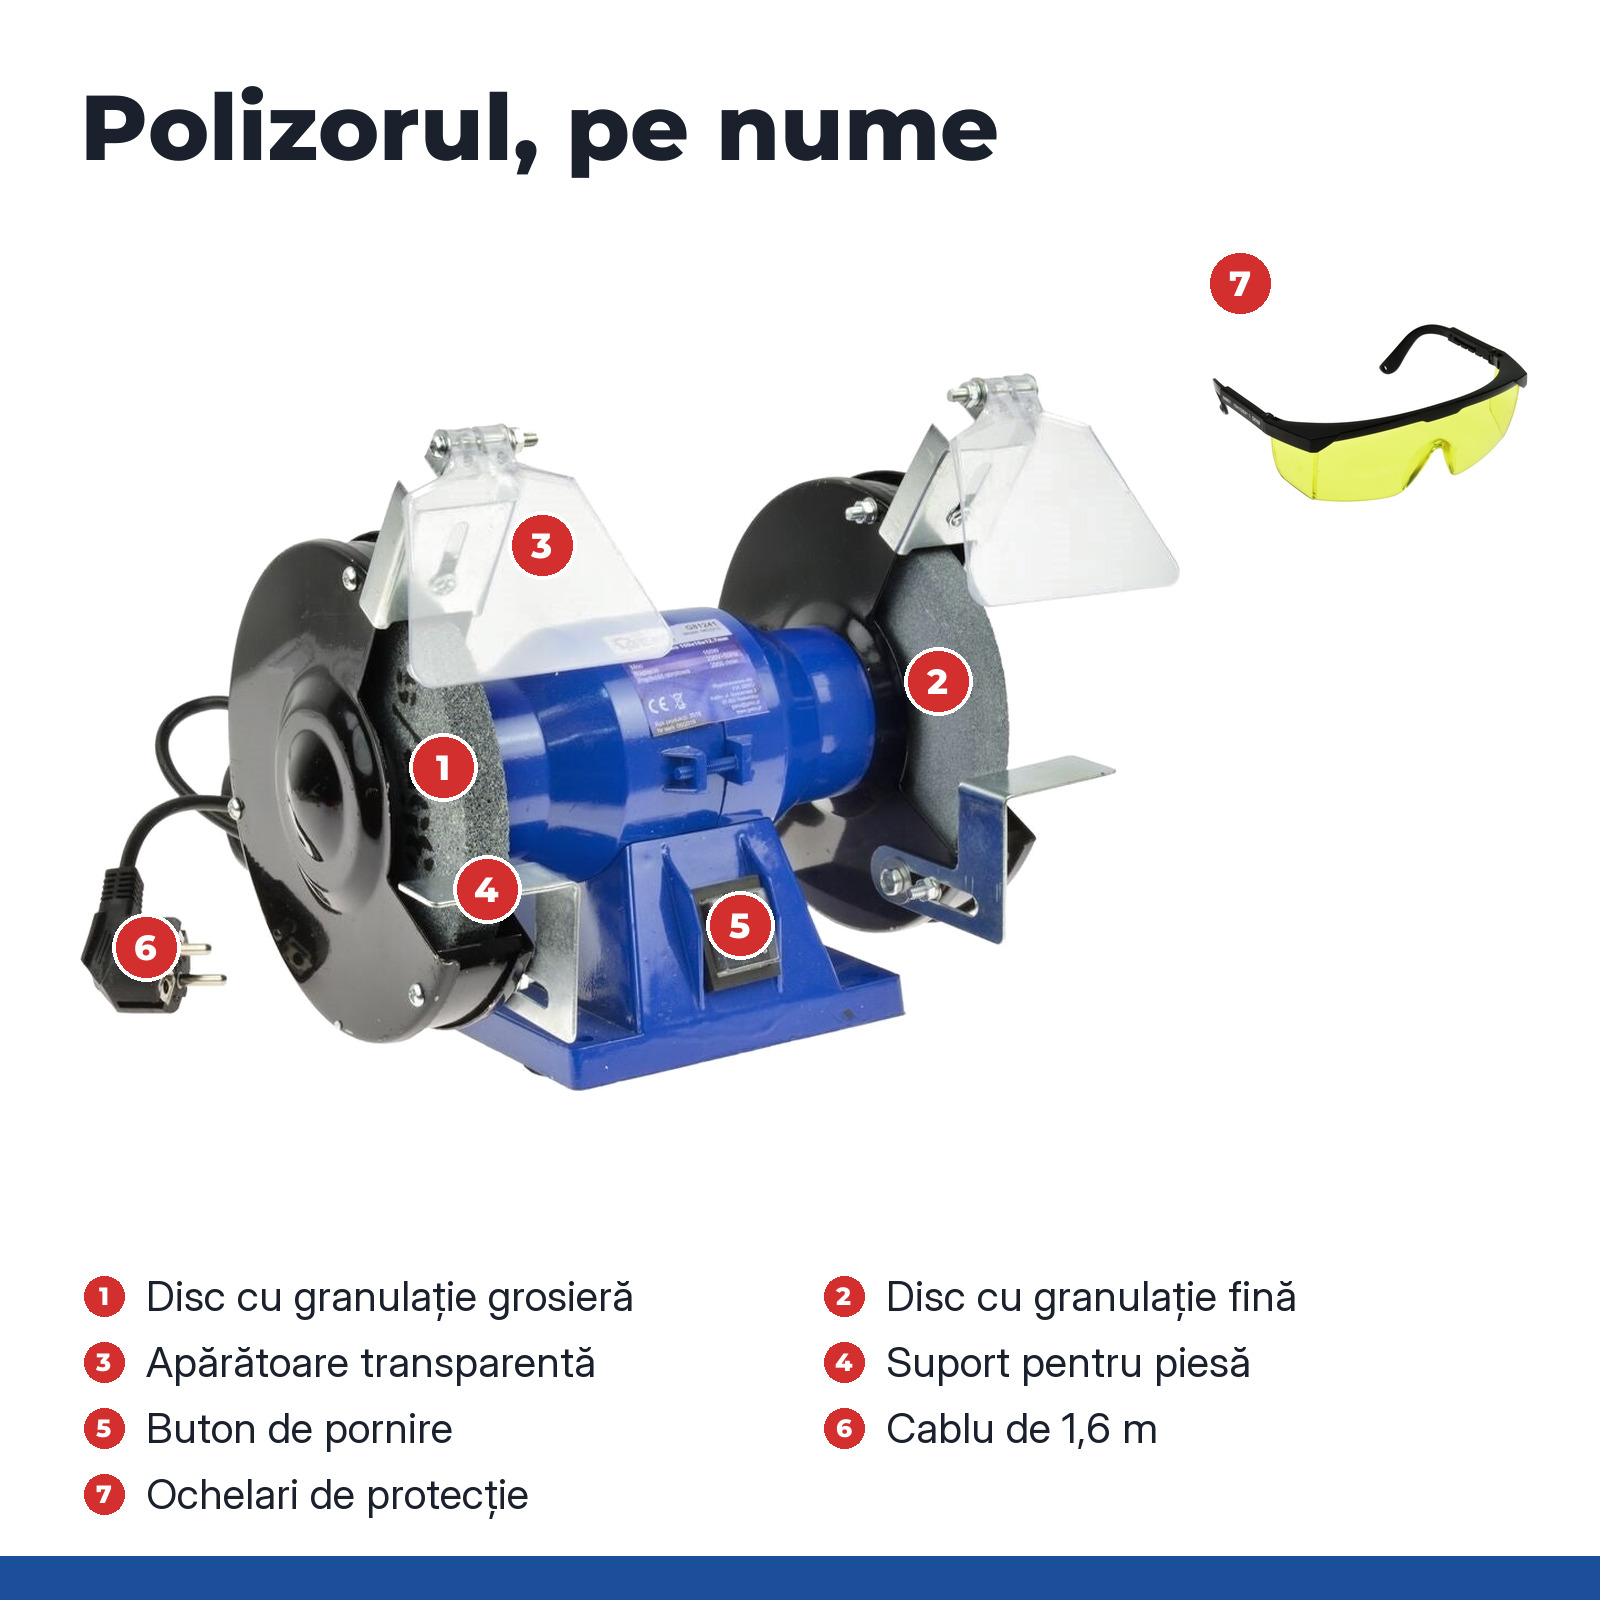 Polizorul, pe nume
7
3
2
1
4
5
6
G81241
CE
1 Disc cu granulație grosieră
2 Disc cu granulație fină
3 Apărătoare transparentă
4 Suport pentru piesă
5 Buton de pornire
6 Cablu de 1,6 m
7 Ochelari de protecție